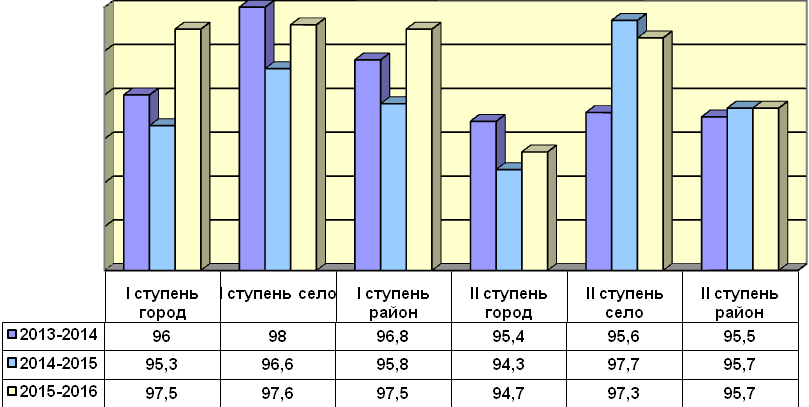 I ступень город
I ступень село
I ступень район
II ступень город
II ступень село
II ступень район
2013-2014 96 98 96,8 95,4 95,6 95,5
2014-2015 95,3 96,6 95,8 94,3 97,7 95,7
2015-2016 97,5 97,6 97,5 94,7 97,3 95,7